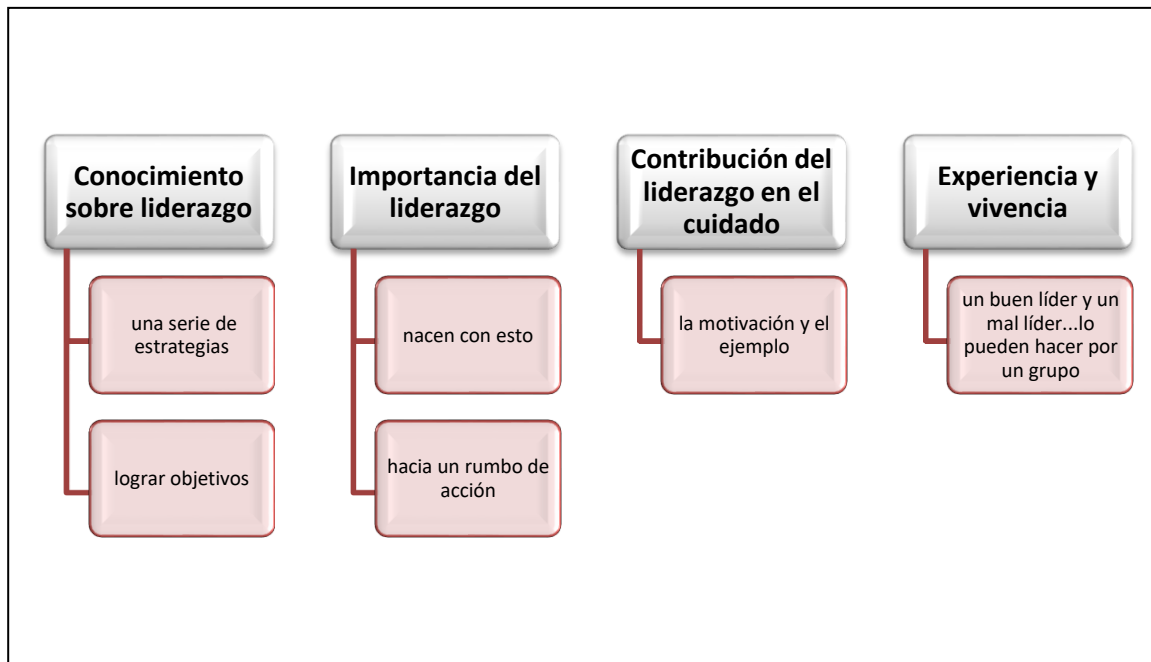 Conocimiento
sobre liderazgo
una serie de
estrategias
lograr objetivos
Importancia del
liderazgo
nacen con esto
hacia un rumbo de
acción
Contribución del
liderazgo en el
cuidado
la motivación y el
ejemplo
Experiencia y
vivencia
un buen líder y un
mal líder...lo
pueden hacer por
un grupo